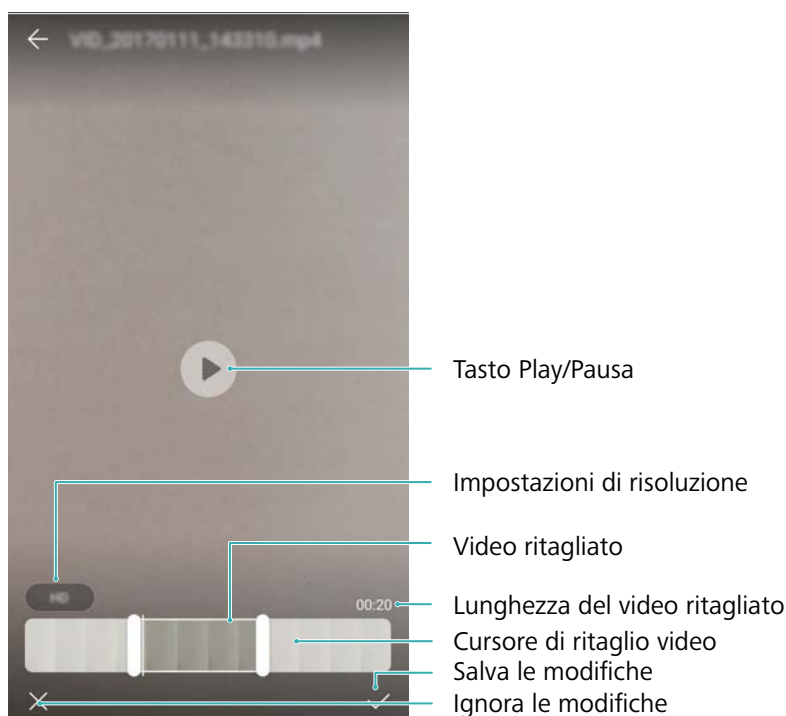 VID_20170111_143310.mp4
Tasto Play/Pausa
Impostazioni di risoluzione
Video ritagliato
HD
00:20
Lunghezza del video ritagliato
Cursore di ritaglio video
Salva le modifiche
Ignora le modifiche